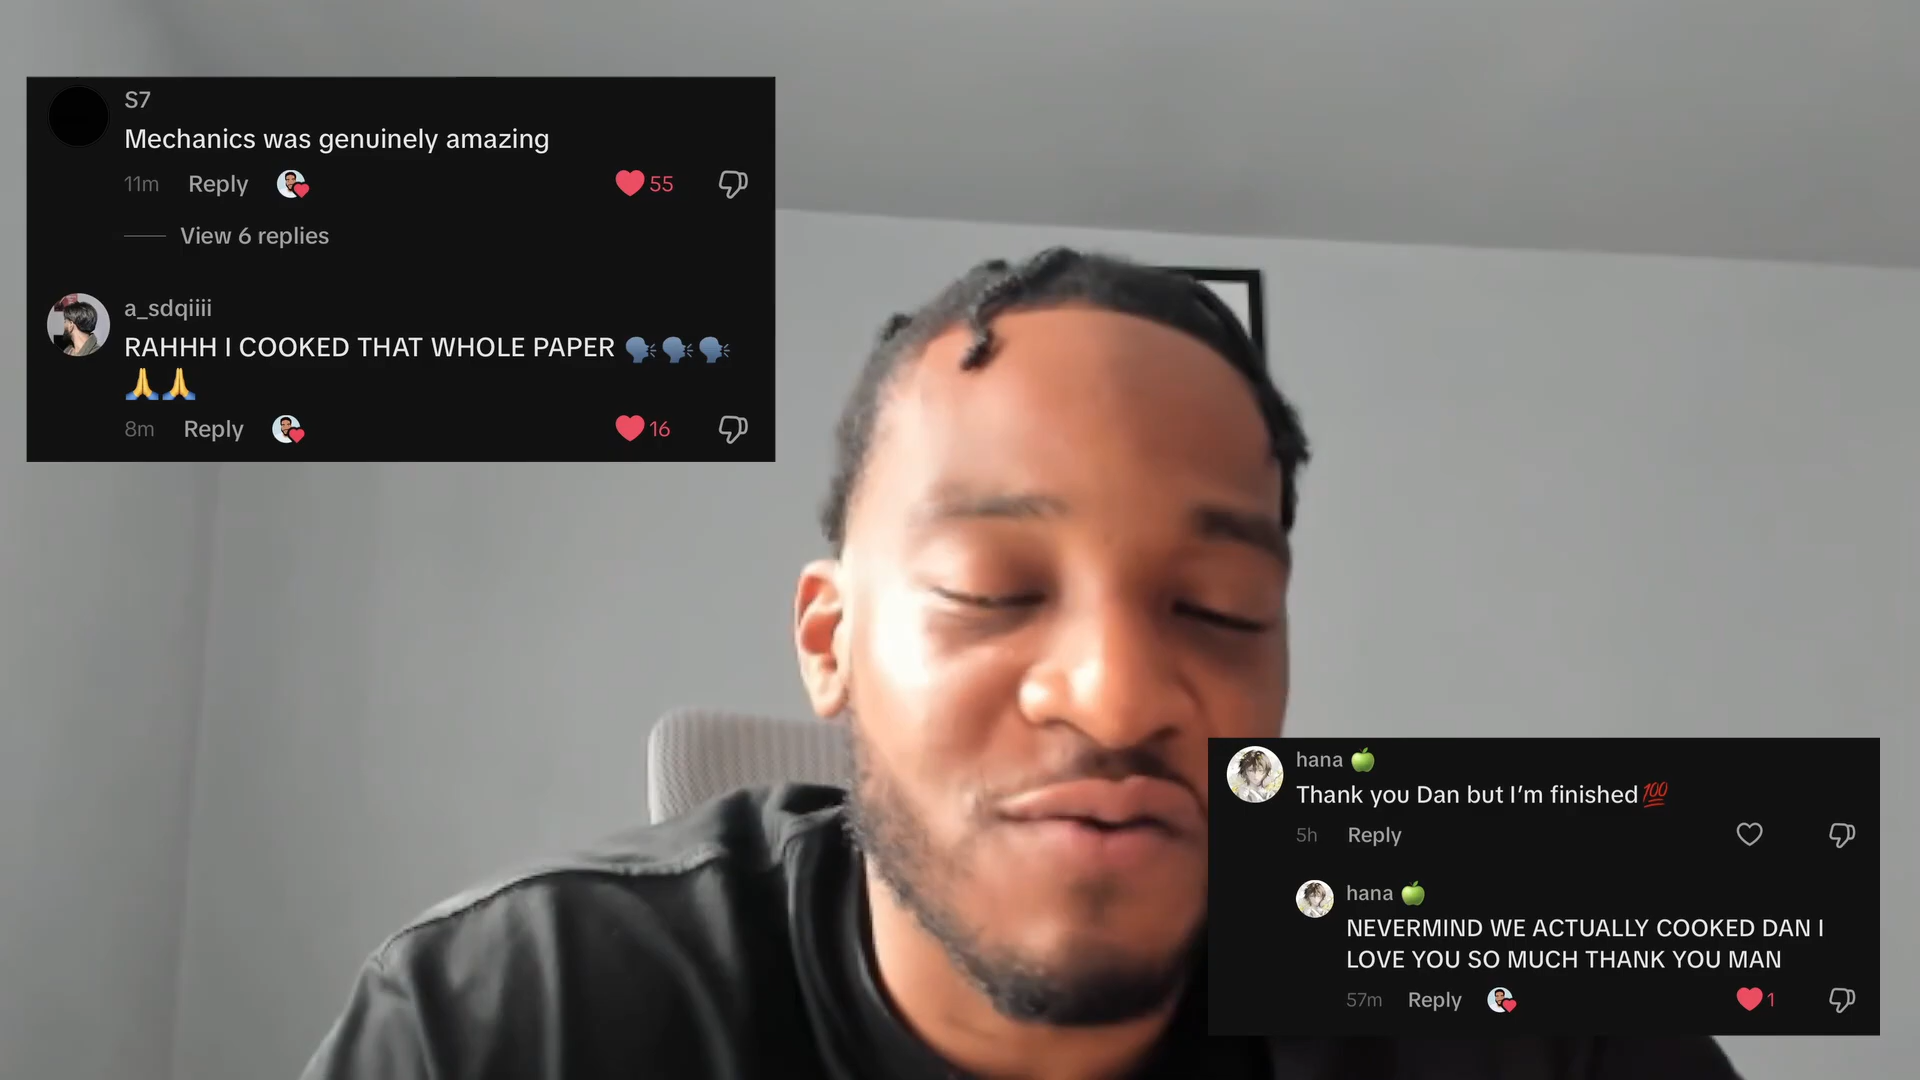 S7
Mechanics was genuinely amazing
11m Reply 55
View 6 replies
a_sdqiiii
RAHHH I COOKED THAT WHOLE PAPER 🗣️🗣️🗣️
🙏🙏
8m Reply 16
hana 🍏
Thank you Dan but I’m finished💯
5h Reply
hana 🍏
NEVERMIND WE ACTUALLY COOKED DAN I
LOVE YOU SO MUCH THANK YOU MAN
57m Reply 1